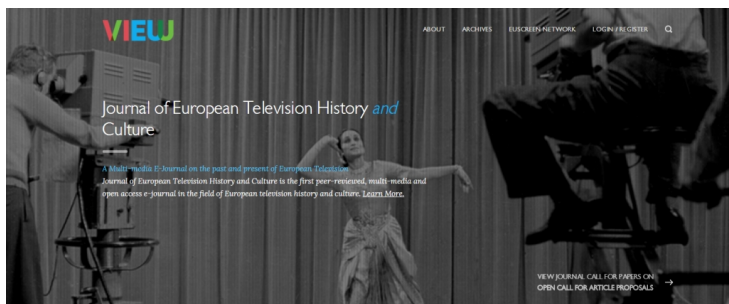 VIEW
ABOUT ARCHIVES EUSCREEN NETWORK LOGIN / REGISTER
Journal of European Television History and
Culture
A Multi-media E-Journal on the past and present of European Television
Journal of European Television History and Culture is the first peer-reviewed, multi-media and
open access e-journal in the field of European television history and culture. Learn More.
VIEW JOURNAL CALL FOR PAPERS ON
OPEN CALL FOR ARTICLE PROPOSALS